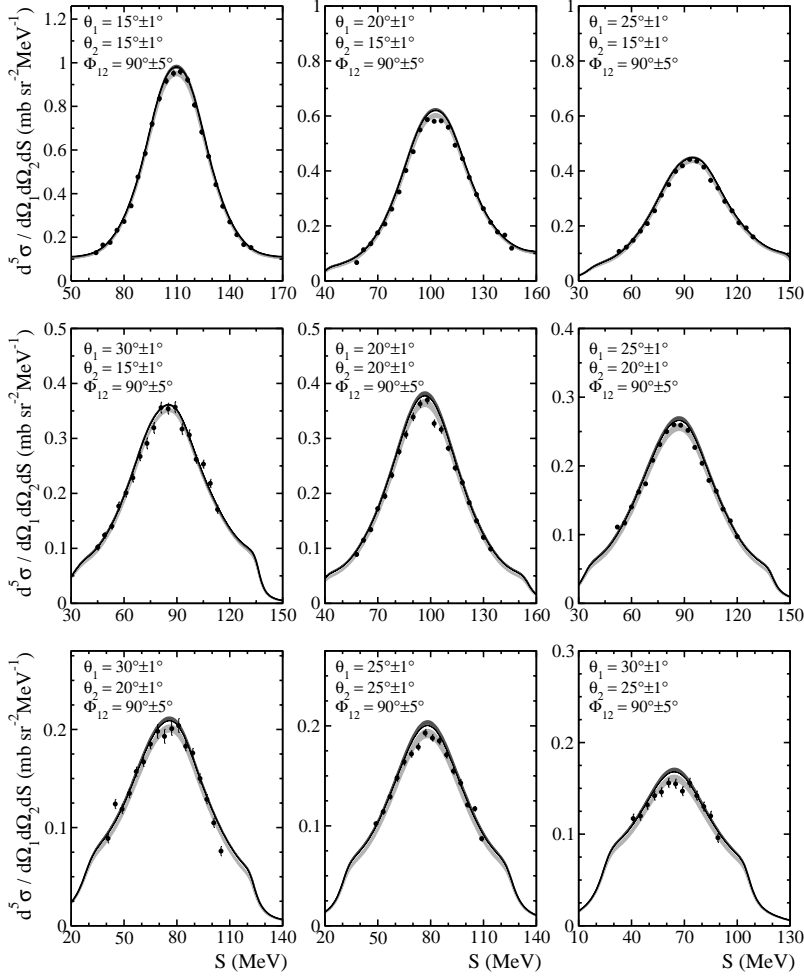 d⁵σ / dΩ₁dΩ₂dS (mb sr⁻²MeV⁻¹)
θ₁ = 15°±1°
θ₂ = 15°±1°
Φ₁₂ = 90°±5°
0
0.2
0.4
0.6
0.8
1
1.2
50
80
110
140
170
θ₁ = 20°±1°
θ₂ = 15°±1°
Φ₁₂ = 90°±5°
0
0.2
0.4
0.6
0.8
1
40
70
100
130
160
θ₁ = 25°±1°
θ₂ = 15°±1°
Φ₁₂ = 90°±5°
0
0.2
0.4
0.6
0.8
1
30
60
90
120
150
d⁵σ / dΩ₁dΩ₂dS (mb sr⁻²MeV⁻¹)
θ₁ = 30°±1°
θ₂ = 15°±1°
Φ₁₂ = 90°±5°
0
0.1
0.2
0.3
0.4
0.5
30
60
90
120
150
θ₁ = 20°±1°
θ₂ = 20°±1°
Φ₁₂ = 90°±5°
0
0.1
0.2
0.3
0.4
0.5
40
70
100
130
160
θ₁ = 25°±1°
θ₂ = 20°±1°
Φ₁₂ = 90°±5°
0
0.1
0.2
0.3
0.4
30
60
90
120
150
d⁵σ / dΩ₁dΩ₂dS (mb sr⁻²MeV⁻¹)
θ₁ = 30°±1°
θ₂ = 20°±1°
Φ₁₂ = 90°±5°
0
0.1
0.2
20
50
80
110
140
S (MeV)
θ₁ = 25°±1°
θ₂ = 25°±1°
Φ₁₂ = 90°±5°
0
0.1
0.2
20
50
80
110
140
S (MeV)
θ₁ = 30°±1°
θ₂ = 25°±1°
Φ₁₂ = 90°±5°
0
0.1
0.2
0.3
10
40
70
100
130
S (MeV)